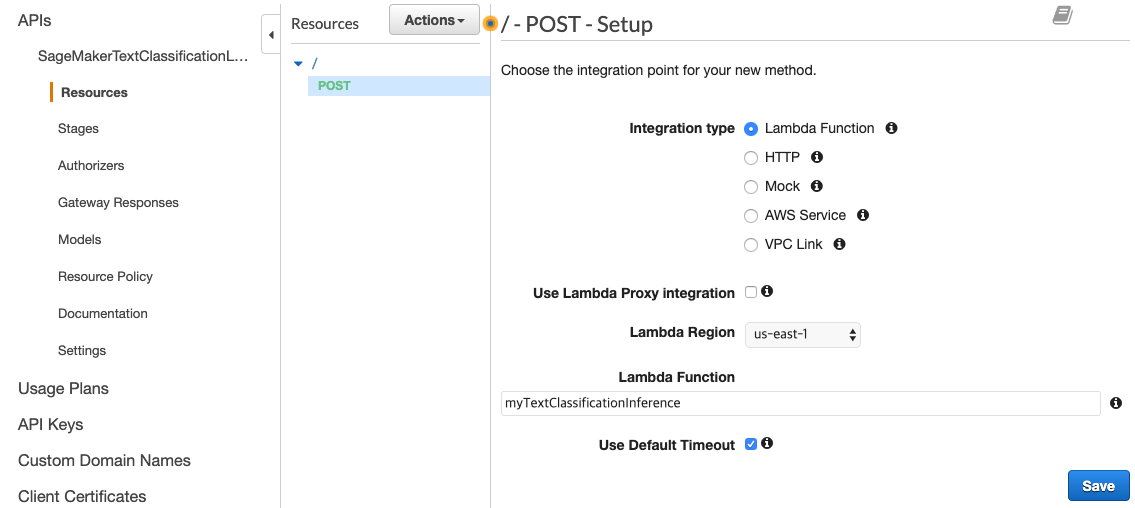 APIs
SageMakerTextClassificationL...
Resources
Stages
Authorizers
Gateway Responses
Models
Resource Policy
Documentation
Settings
Usage Plans
API Keys
Custom Domain Names
Client Certificates
Resources
Actions
/
POST
/ - POST - Setup
Choose the integration point for your new method.
Integration type
Lambda Function
HTTP
Mock
AWS Service
VPC Link
Use Lambda Proxy integration
Lambda Region us-east-1
Lambda Function
myTextClassificationInference
Use Default Timeout
Save